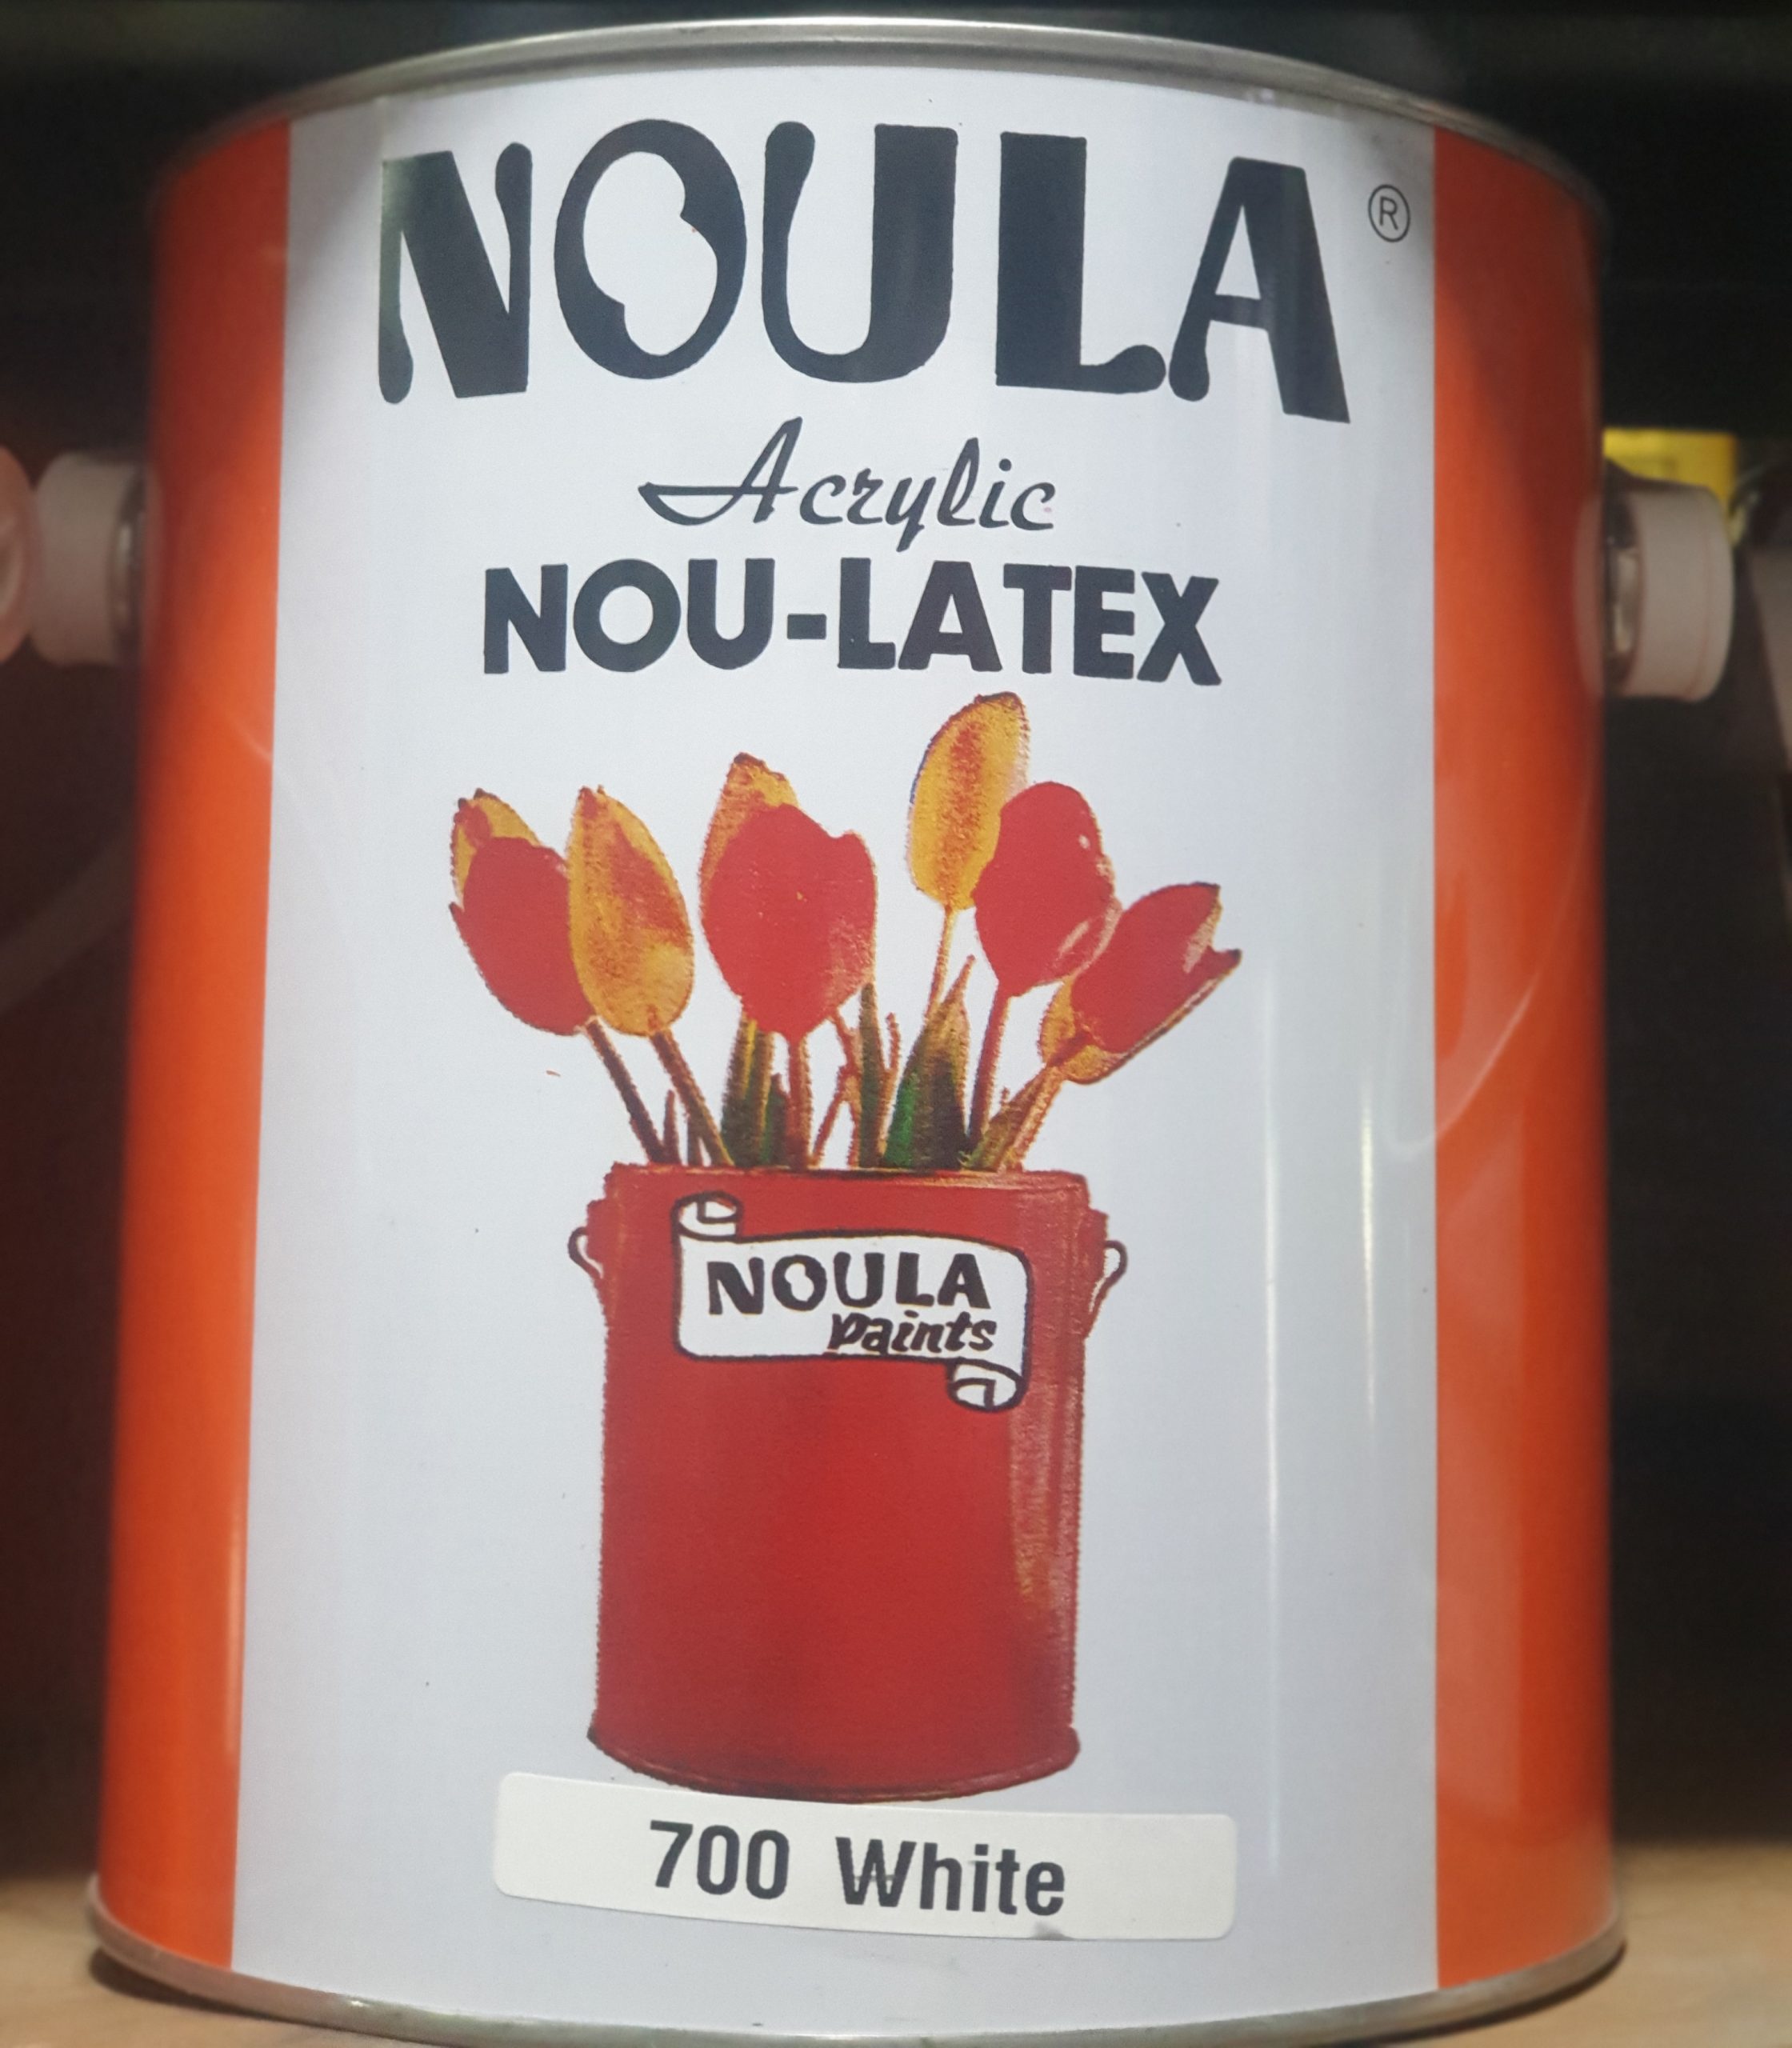 NOULA ®
Acrylic
NOU-LATEX
NOULA
paints
700 White